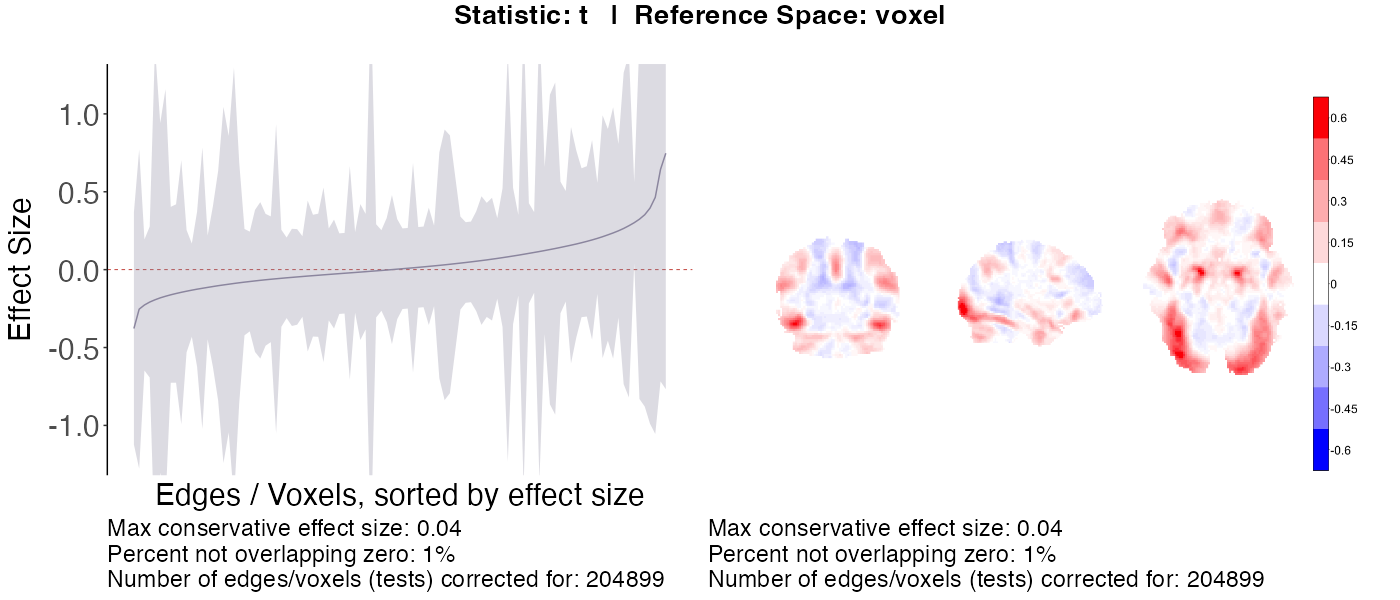 Statistic: t | Reference Space: voxel
Effect Size
1.0
0.5
0.0
-0.5
-1.0
Edges / Voxels, sorted by effect size
Max conservative effect size: 0.04
Percent not overlapping zero: 1%
Number of edges/voxels (tests) corrected for: 204899
0.6
0.45
0.3
0.15
0
-0.15
-0.3
-0.45
-0.6
Max conservative effect size: 0.04
Percent not overlapping zero: 1%
Number of edges/voxels (tests) corrected for: 204899